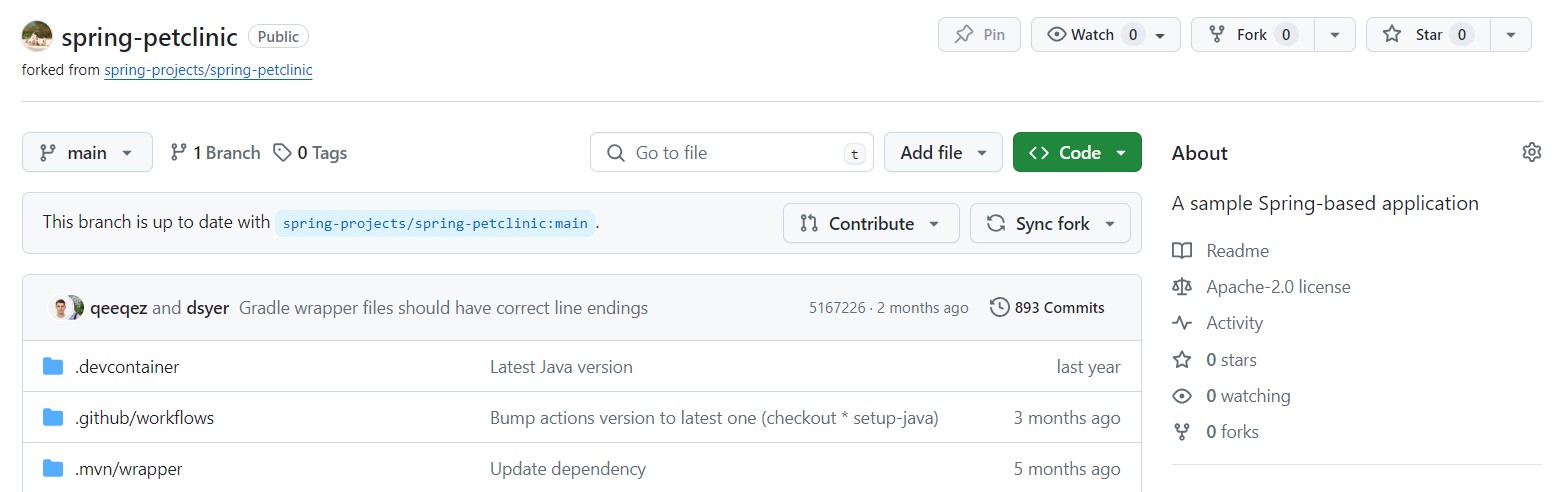 spring-petclinic Public
Pin
Watch 0
Fork 0
Star 0
forked from spring-projects/spring-petclinic
main
1 Branch
0 Tags
Go to file
t
Add file
Code
This branch is up to date with spring-projects/spring-petclinic:main.
Contribute
Sync fork
qeeqez and dsyer Gradle wrapper files should have correct line endings 5167226 · 2 months ago 893 Commits
.devcontainer Latest Java version last year
.github/workflows Bump actions version to latest one (checkout * setup-java) 3 months ago
.mvn/wrapper Update dependency 5 months ago
About
A sample Spring-based application
Readme
Apache-2.0 license
Activity
0 stars
0 watching
0 forks